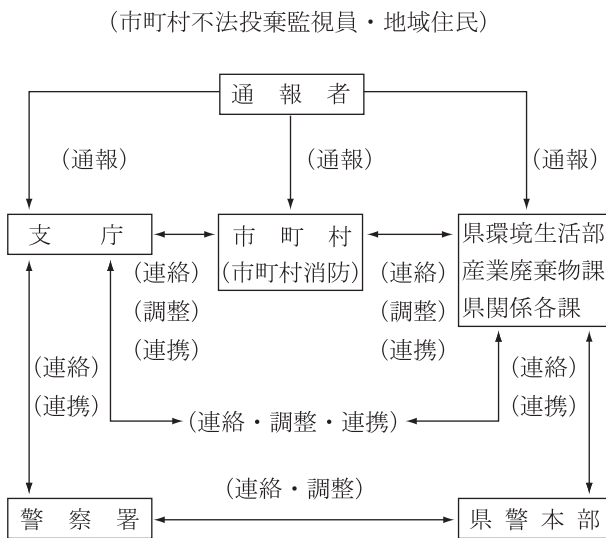 (市町村不法投棄監視員・地域住民)
通報者
(通報)
(通報)
(通報)
支庁
市町村
(市町村消防)
県環境生活部
産業廃棄物課
県関係各課
(連絡)
(調整)
(連携)
(連絡)
(調整)
(連携)
(連絡)
(連携)
(連絡)
(連携)
(連絡・調整・連携)
(連絡・調整)
警察署
県警本部